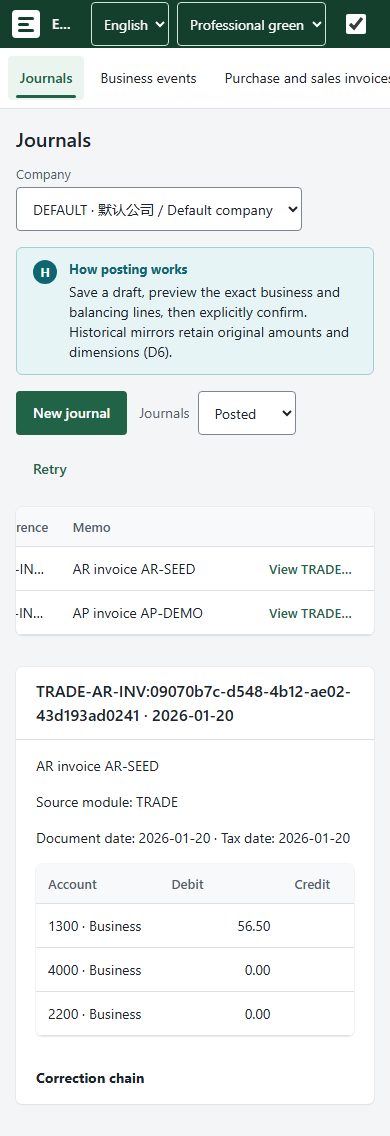 E...
English
Professional green
Journals
Business events
Purchase and sales invoices
Journals
Company
DEFAULT · 默认公司 / Default company
H
How posting works
Save a draft, preview the exact business and
balancing lines, then explicitly confirm.
Historical mirrors retain original amounts and
dimensions (D6).
New journal
Journals
Posted
Retry
rence
Memo
-IN...
AR invoice AR-SEED
View TRADE...
-IN...
AP invoice AP-DEMO
View TRADE...
TRADE-AR-INV:09070b7c-d548-4b12-ae02-
43d193ad0241 · 2026-01-20
AR invoice AR-SEED
Source module: TRADE
Document date: 2026-01-20 · Tax date: 2026-01-20
Account
Debit
Credit
1300 · Business
56.50
4000 · Business
0.00
2200 · Business
0.00
Correction chain